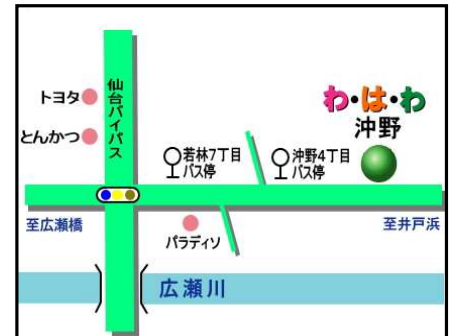 仙台バイパス
トヨタ
とんかつ
わ・は・わ
沖野
若林7丁目
バス停
沖野4丁目
バス停
至広瀬橋
パラディソ
至井戸浜
広瀬川